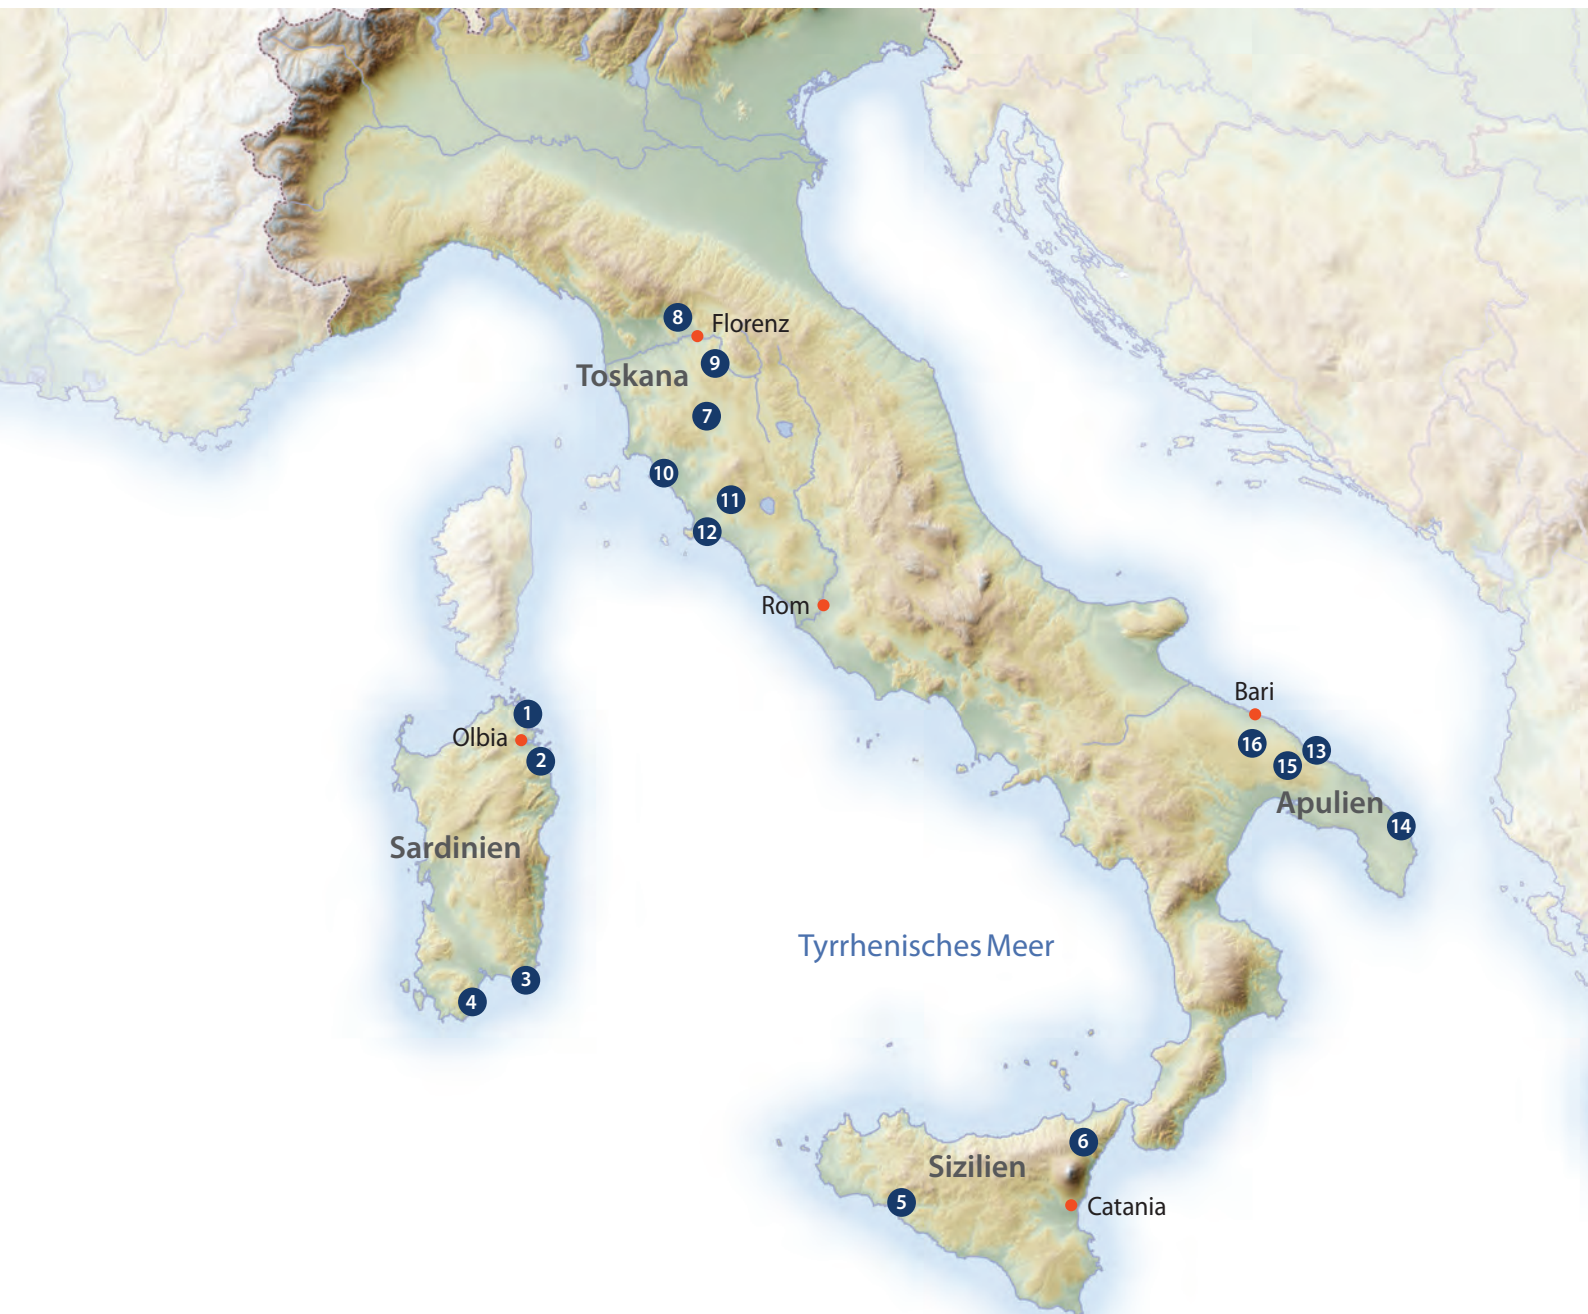 8
Florenz
9
Toskana
7
10
11
12
Rom
Bari
1
Olbia
2
16
13
15
Apulien
14
Sardinien
Tyrrhenisches Meer
3
4
6
Sizilien
5
Catania